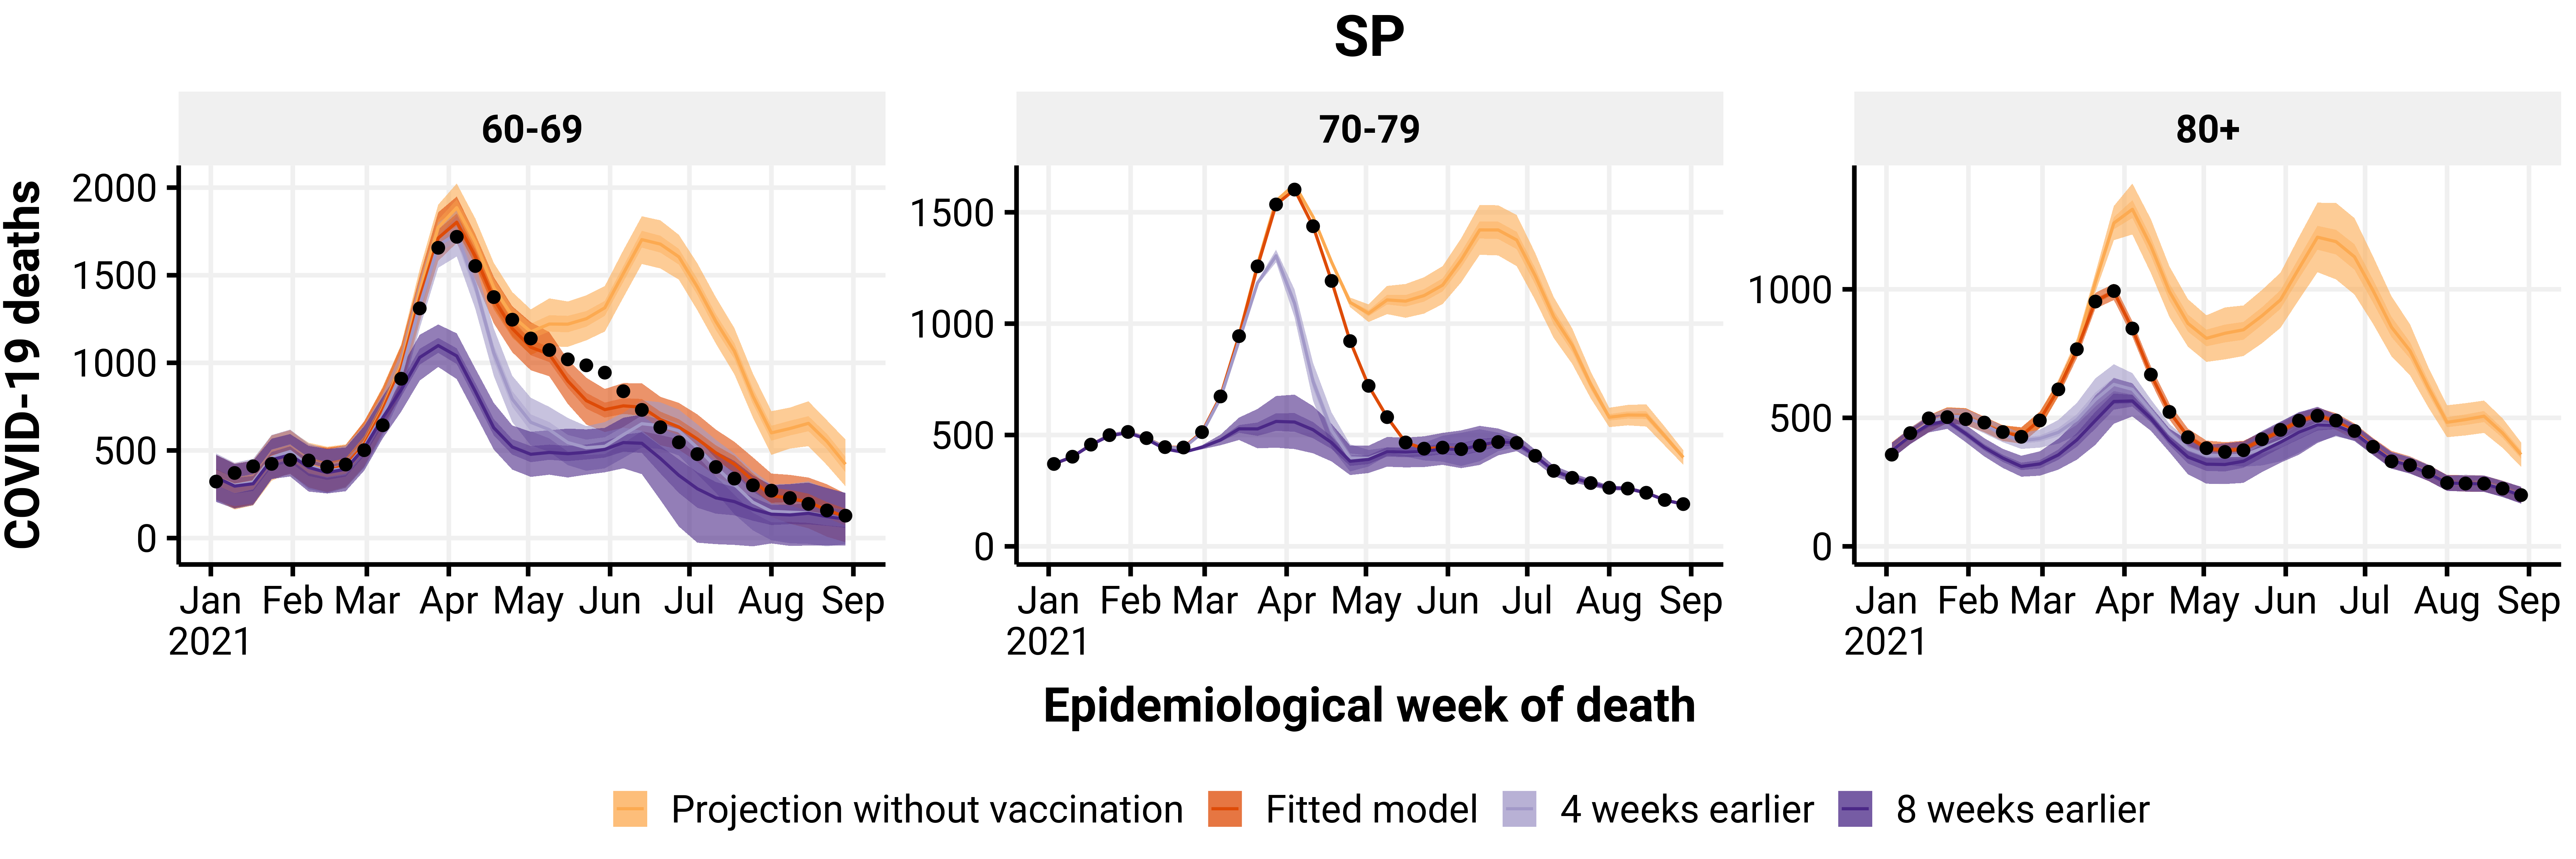 SP
60-69
70-79
80+
COVID-19 deaths
2000
1500
1000
500
0
1500
1000
500
0
1000
500
0
Jan Feb Mar Apr May Jun Jul Aug Sep
2021
Jan Feb Mar Apr May Jun Jul Aug Sep
2021
Jan Feb Mar Apr May Jun Jul Aug Sep
2021
Epidemiological week of death
Projection without vaccination Fitted model 4 weeks earlier 8 weeks earlier